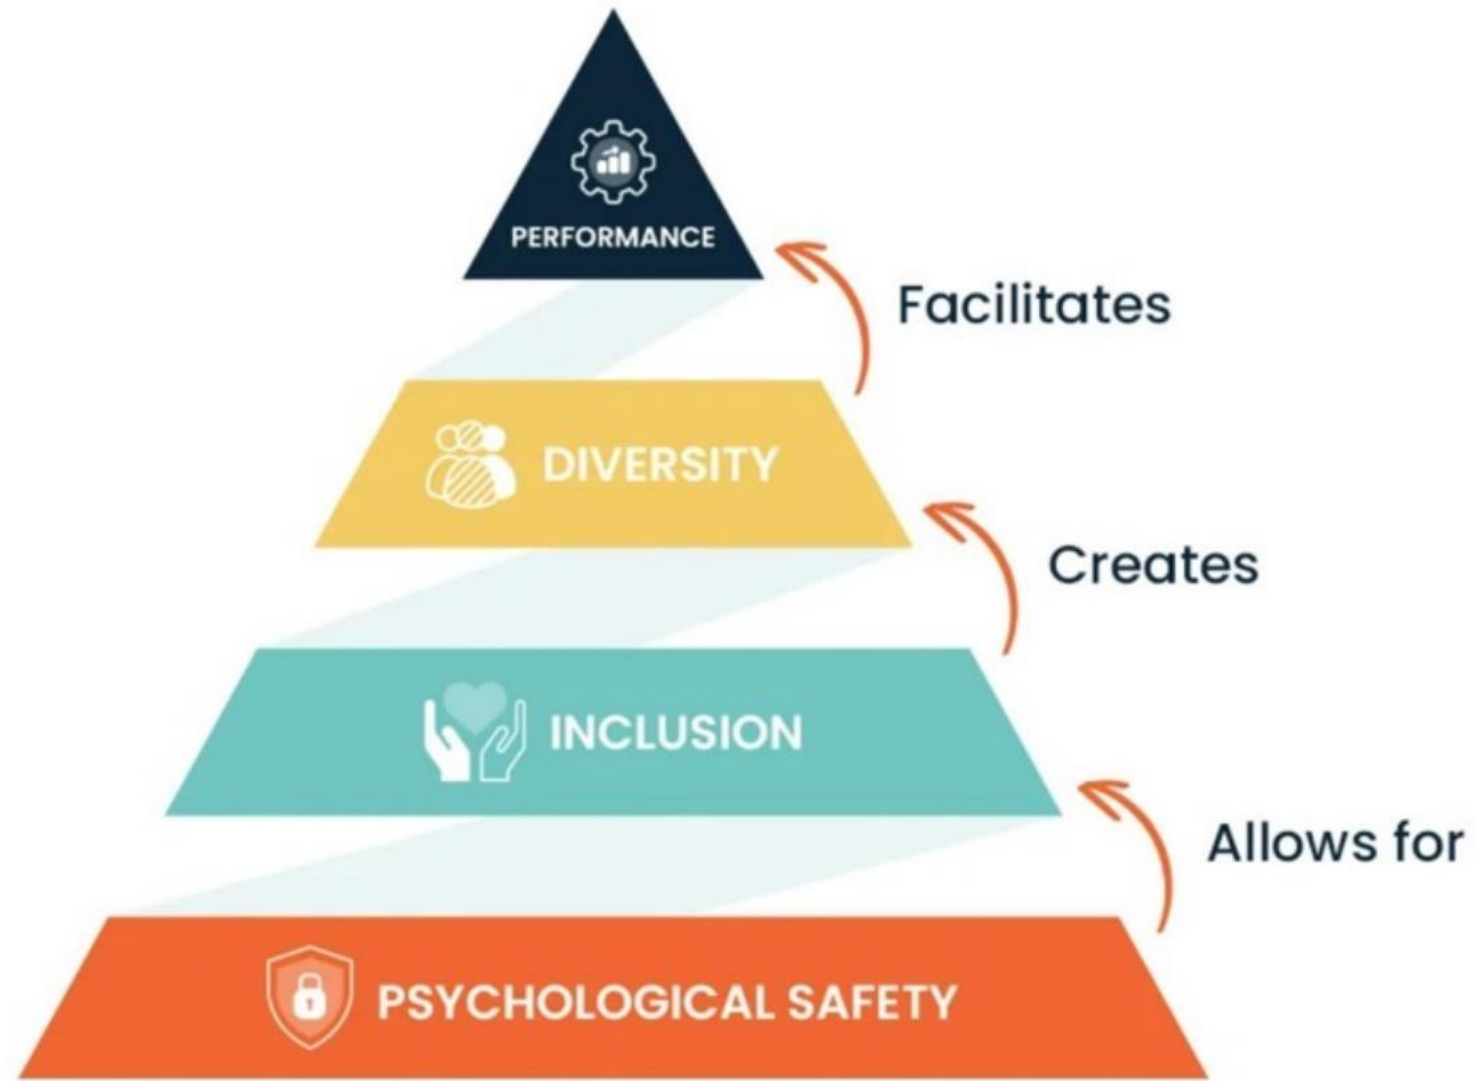 PERFORMANCE
Facilitates
DIVERSITY
Creates
INCLUSION
Allows for
PSYCHOLOGICAL SAFETY